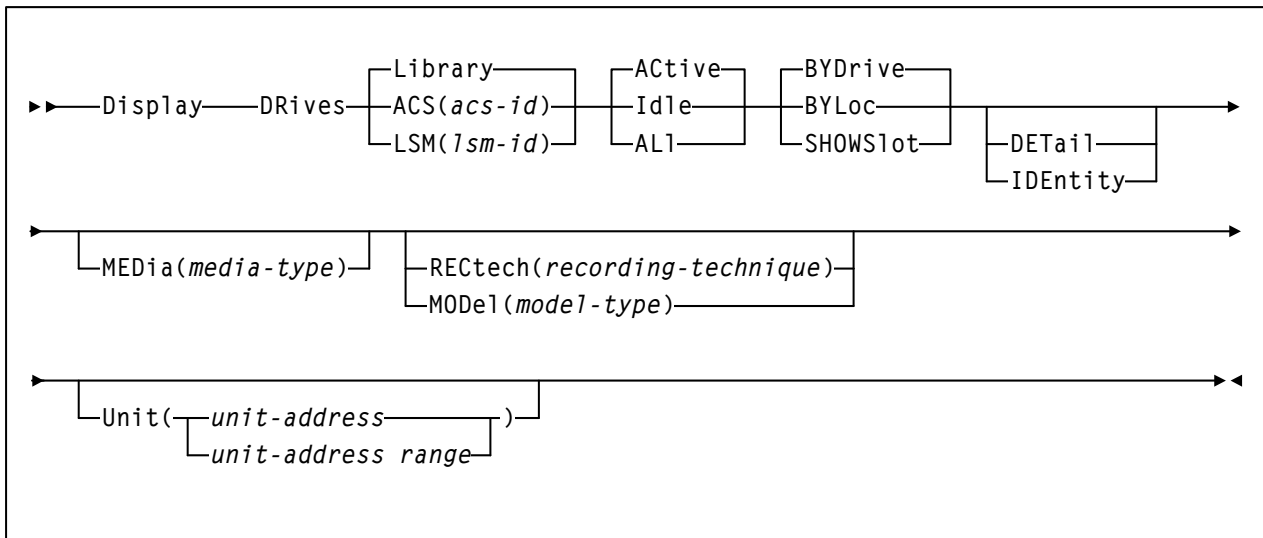 Library ACtive BYDrive
Display DRives ACS(acs-id) Idle BYLoc
LSM(lsm-id) ALl SHOWSlot DETail
IDEntity
MEDia(media-type) RECtech(recording-technique)
MODel(model-type)
Unit( unit-address )
unit-address range